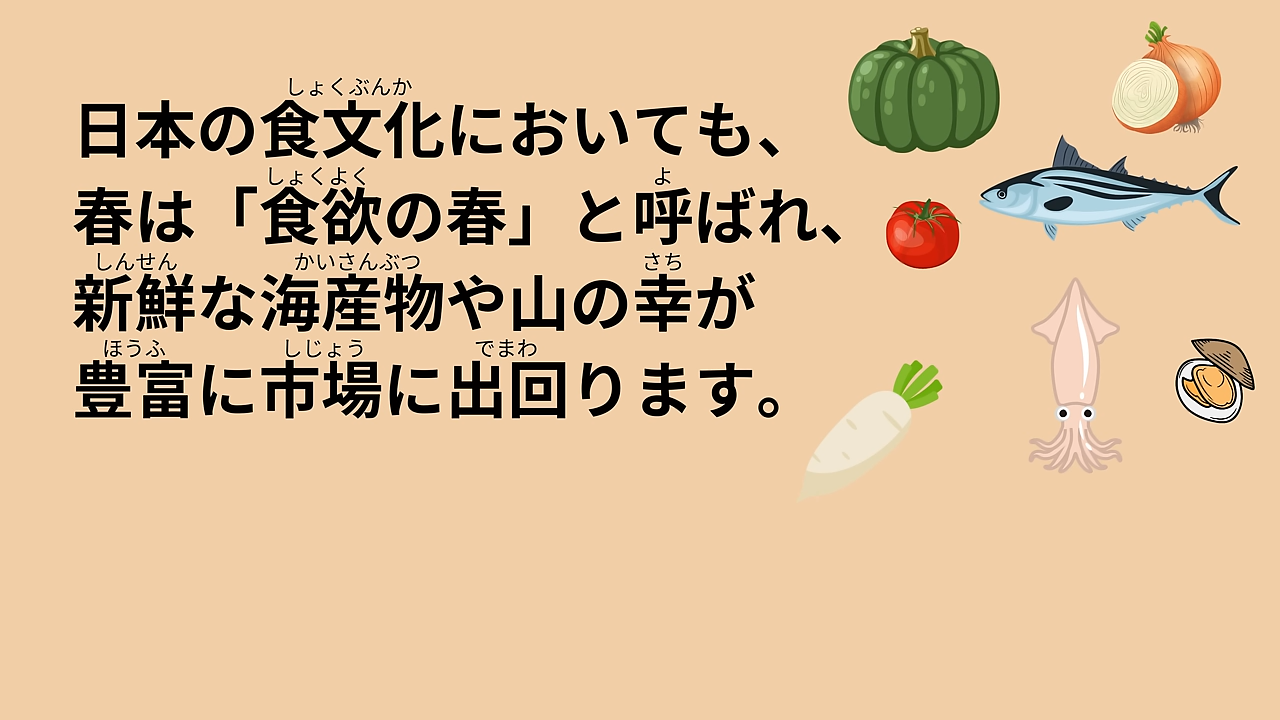 しょくぶんか
日本の食文化においても、
しょくよく よ
春は「食欲の春」と呼ばれ、
しんせん かいさんぶつ さち
新鮮な海産物や山の幸が
ほうふ しじょう でまわ
豊富に市場に出回ります。